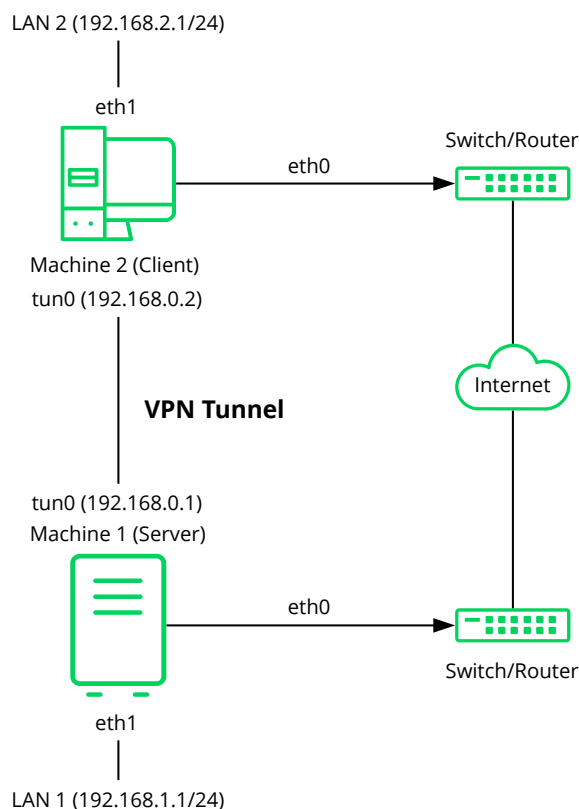 LAN 2 (192.168.2.1/24)
eth1
Switch/Router
eth0
Machine 2 (Client)
tun0 (192.168.0.2)
Internet
VPN Tunnel
tun0 (192.168.0.1)
Machine 1 (Server)
eth0
Switch/Router
eth1
LAN 1 (192.168.1.1/24)